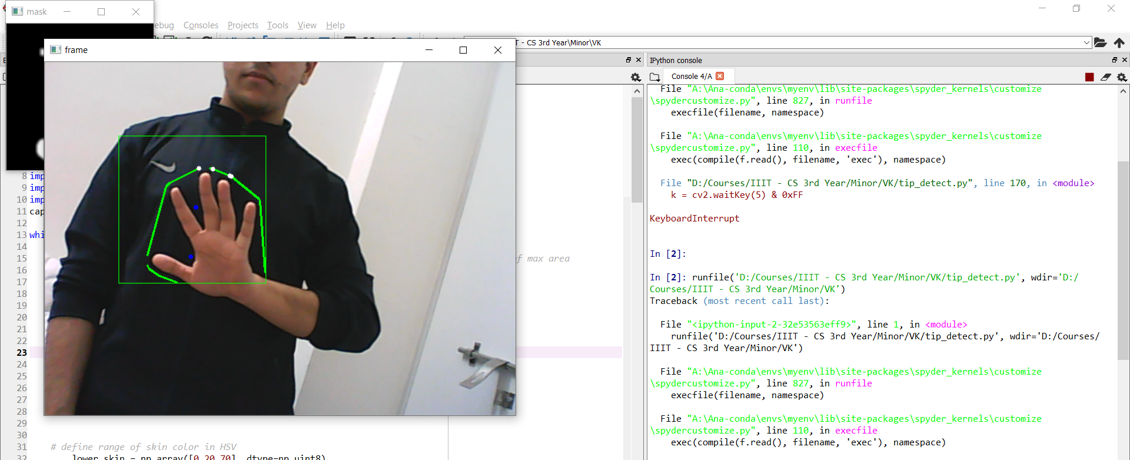 mask
ebug Consoles Projects Tools View Help
frame
IIIT - CS 3rd Year\Minor\VK
IPython console
Console 4/A
File "A:\Ana-conda\envs\myenv\lib\site-packages\spyder_kernels\customize
\spydercustomize.py", line 827, in runfile
execfile(filename, namespace)
File "A:\Ana-conda\envs\myenv\lib\site-packages\spyder_kernels\customize
\spydercustomize.py", line 110, in execfile
exec(compile(f.read(), filename, 'exec'), namespace)
File "D:/Courses/IIIT - CS 3rd Year/Minor/VK/tip_detect.py", line 170, in <module>
k = cv2.waitKey(5) & 0xFF
KeyboardInterrupt
In [2]:
In [2]: runfile('D:/Courses/IIIT - CS 3rd Year/Minor/VK/tip_detect.py', wdir='D:/
Courses/IIIT - CS 3rd Year/Minor/VK')
Traceback (most recent call last):
File "<ipython-input-2-32e53563eff9>", line 1, in <module>
runfile('D:/Courses/IIIT - CS 3rd Year/Minor/VK/tip_detect.py', wdir='D:/Courses/
IIIT - CS 3rd Year/Minor/VK')
File "A:\Ana-conda\envs\myenv\lib\site-packages\spyder_kernels\customize
\spydercustomize.py", line 827, in runfile
execfile(filename, namespace)
File "A:\Ana-conda\envs\myenv\lib\site-packages\spyder_kernels\customize
\spydercustomize.py", line 110, in execfile
exec(compile(f.read(), filename, 'exec'), namespace)
8 imp
9 imp
10 imp
11 cap
12
13 whi
14
15 of max area
16
17
18
19
20
21
22
23
24
25
26
27
28
29
30
31 # define range of skin color in HSV
32 lower_skin = np.array([0,20,70], dtype=np.uint8)